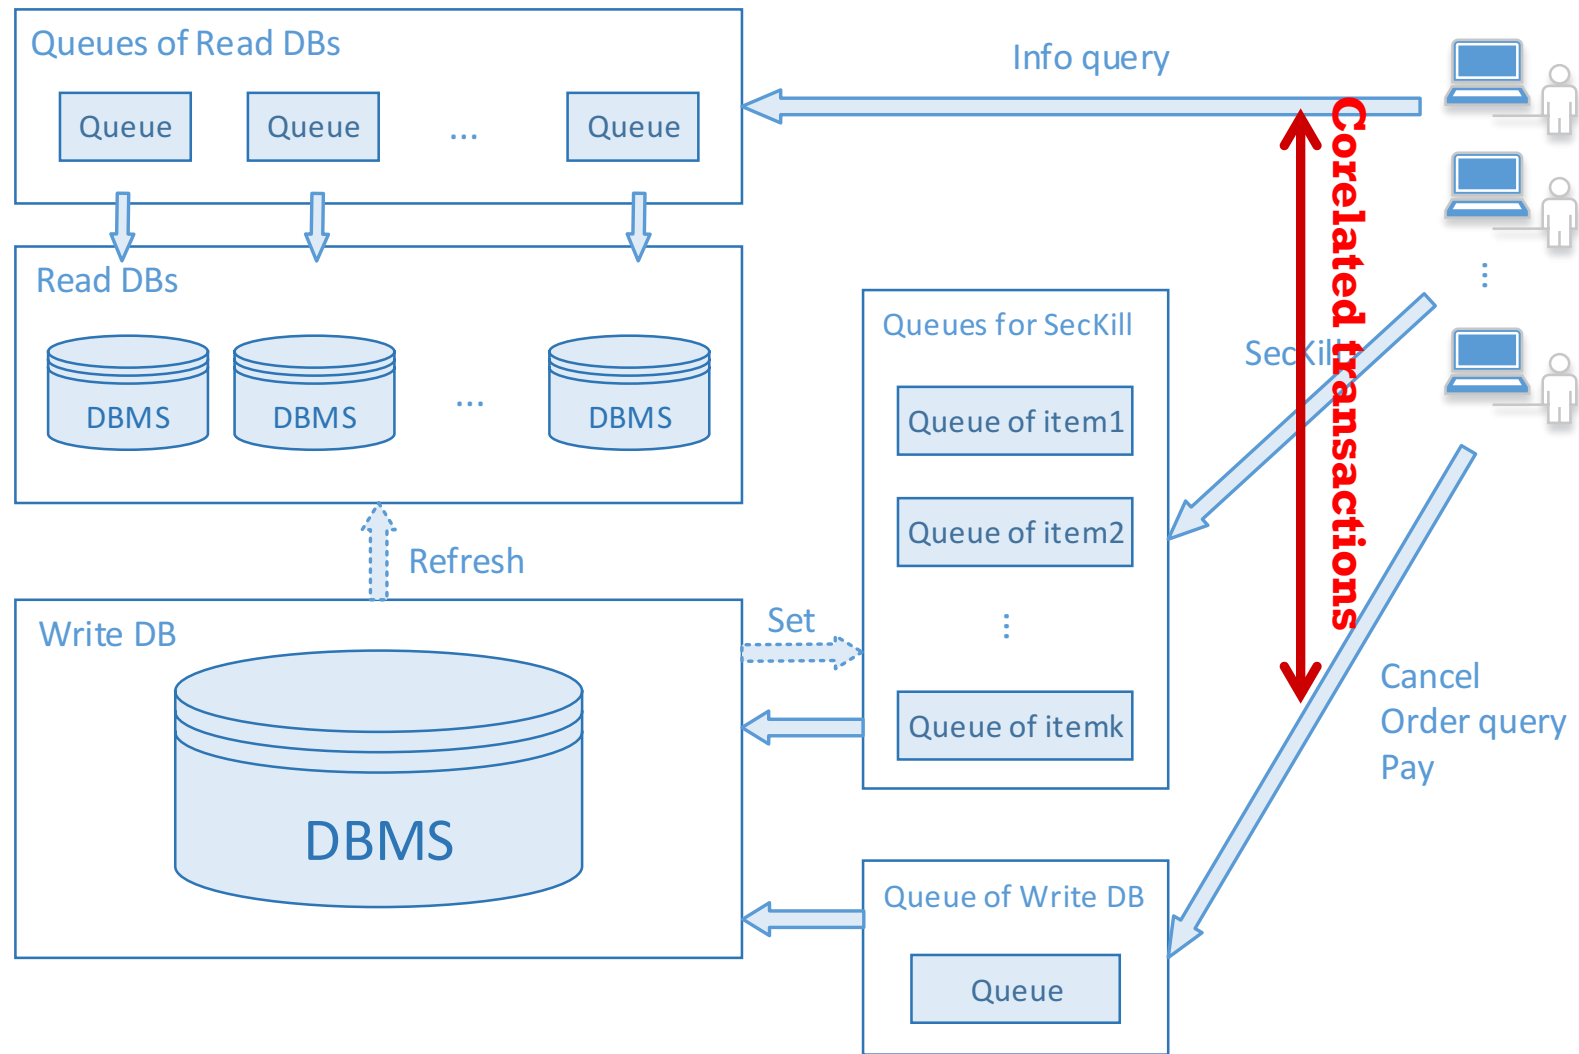 Queues of Read DBs
Queue
Queue
...
Queue
Info query
Read DBs
DBMS
DBMS
...
DBMS
Queues for SecKill
Queue of item1
Queue of item2
...
Queue of itemk
SecKill
Corelated transactions
...
Refresh
Set
Write DB
DBMS
Cancel
Order query
Pay
Queue of Write DB
Queue